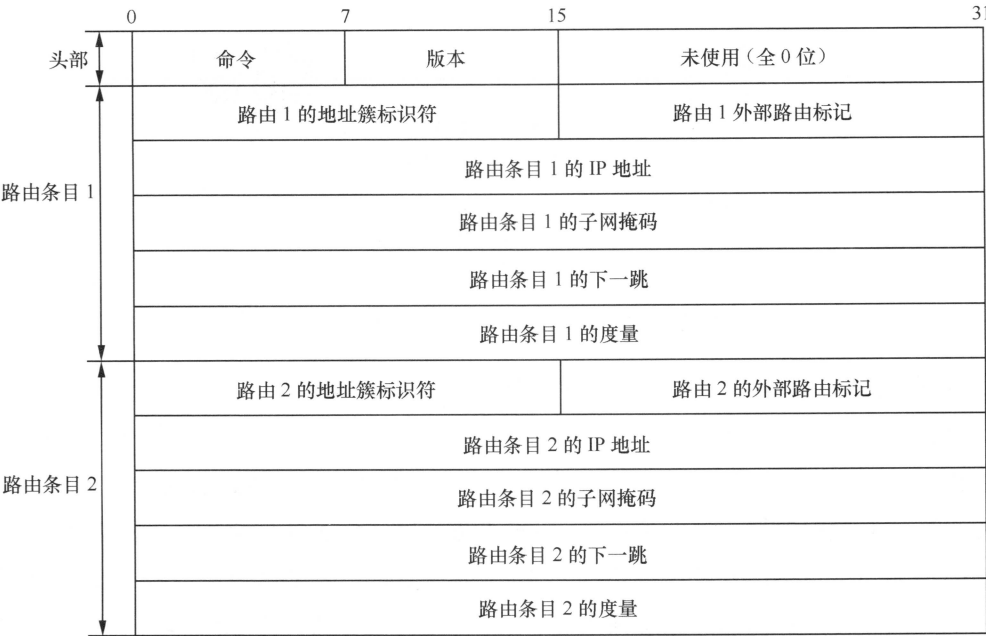 0 7 15 31
头部 命令 版本 未使用（全 0 位）
路由 1 的地址簇标识符 路由 1 外部路由标记
路由条目 1 的 IP 地址
路由条目 1
路由条目 1 的子网掩码
路由条目 1 的下一跳
路由条目 1 的度量
路由 2 的地址簇标识符 路由 2 的外部路由标记
路由条目 2 的 IP 地址
路由条目 2
路由条目 2 的子网掩码
路由条目 2 的下一跳
路由条目 2 的度量